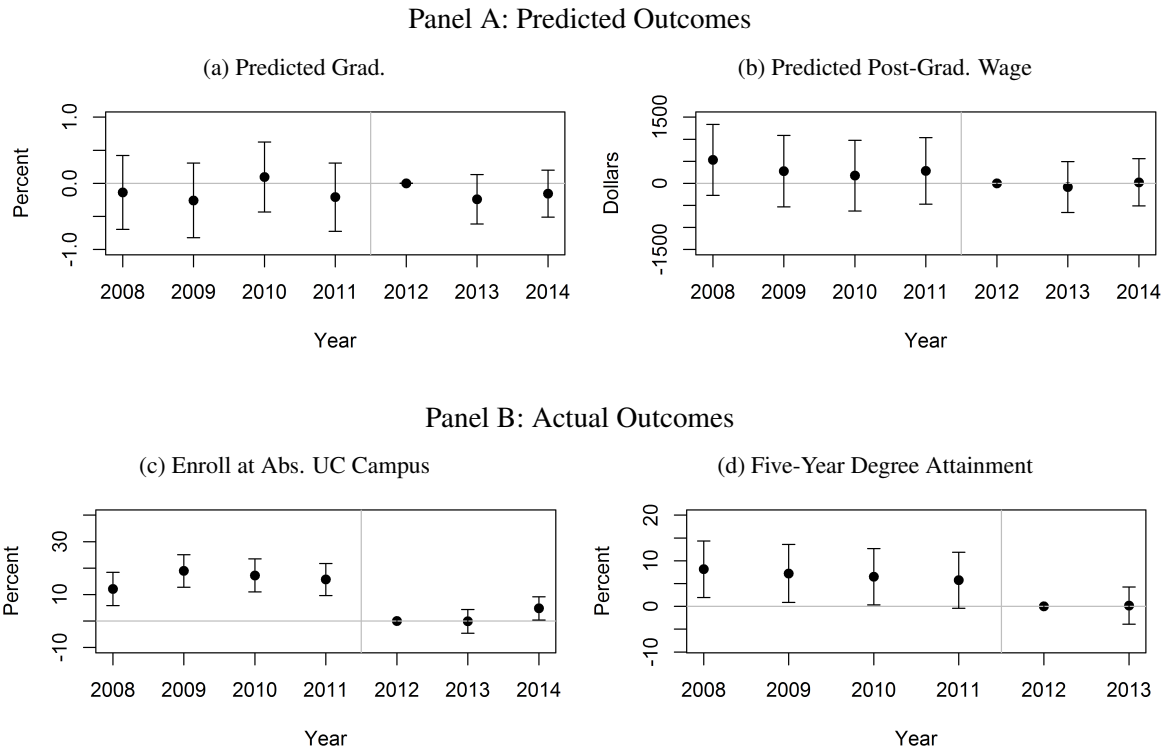 Panel A: Predicted Outcomes
(a) Predicted Grad.
Percent
1.0
0.0
-1.0
2008 2009 2010 2011 2012 2013 2014
Year
(b) Predicted Post-Grad. Wage
Dollars
1500
0
-1500
2008 2009 2010 2011 2012 2013 2014
Year
Panel B: Actual Outcomes
(c) Enroll at Abs. UC Campus
Percent
30
10
-10
2008 2009 2010 2011 2012 2013 2014
Year
(d) Five-Year Degree Attainment
Percent
20
10
0
-10
2008 2009 2010 2011 2012 2013
Year